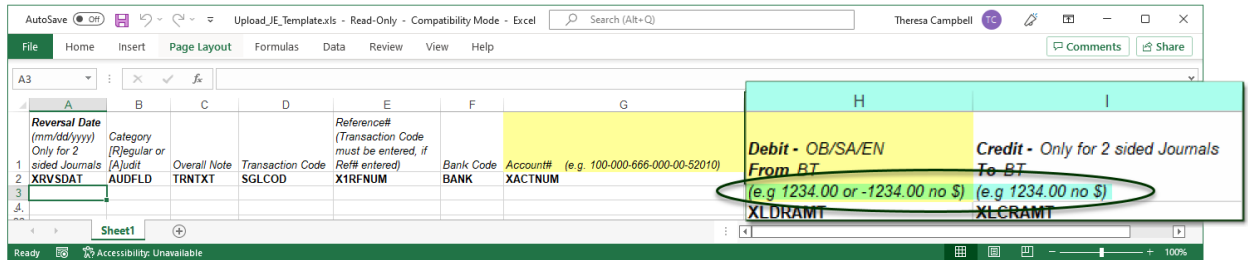 AutoSave Off Upload_JE_Template.xls - Read-Only - Compatibility Mode - Excel Search (Alt+Q) Theresa Campbell TC
File Home Insert Page Layout Formulas Data Review View Help Comments Share
A3 fx
A B C D E F G H I
Reversal Date
(mm/dd/yyyy)
Only for 2
1 sided Journals
Category
[R]egular or
[A]udit
Overall Note
Transaction Code
Reference#
(Transaction Code
must be entered, if
Ref# entered)
Bank Code
Account# (e.g. 100-000-666-000-00-52010)
Debit - OB/SA/EN
From BT
(e.g 1234.00 or -1234.00 no $)
Credit - Only for 2 sided Journals
To BT
(e.g 1234.00 no $)
2 XRVSDAT AUDFLD TRNTXT SGLCOD X1RFNUM BANK XACTNUM XLDRAMT XLCRAMT
3
4
Sheet1
Ready Accessibility: Unavailable 100%